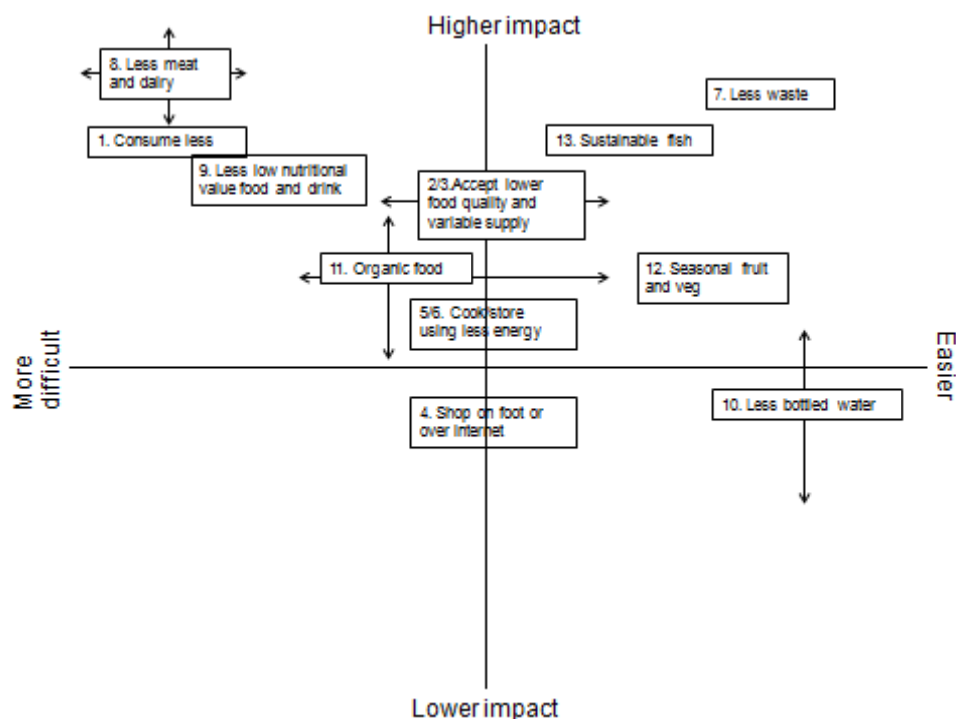 Higher impact
8. Less meat
and dairy
7. Less waste
1. Consume less
13. Sustainable fish
9. Less low nutritional
value food and drink
2/3.Accept lower
food quality and
variable supply
11. Organic food
12. Seasonal fruit
and veg
5/6. Cook/store
using less energy
More
difficult
Easier
10. Less bottled water
4. Shop on foot or
over Internet
Lower impact